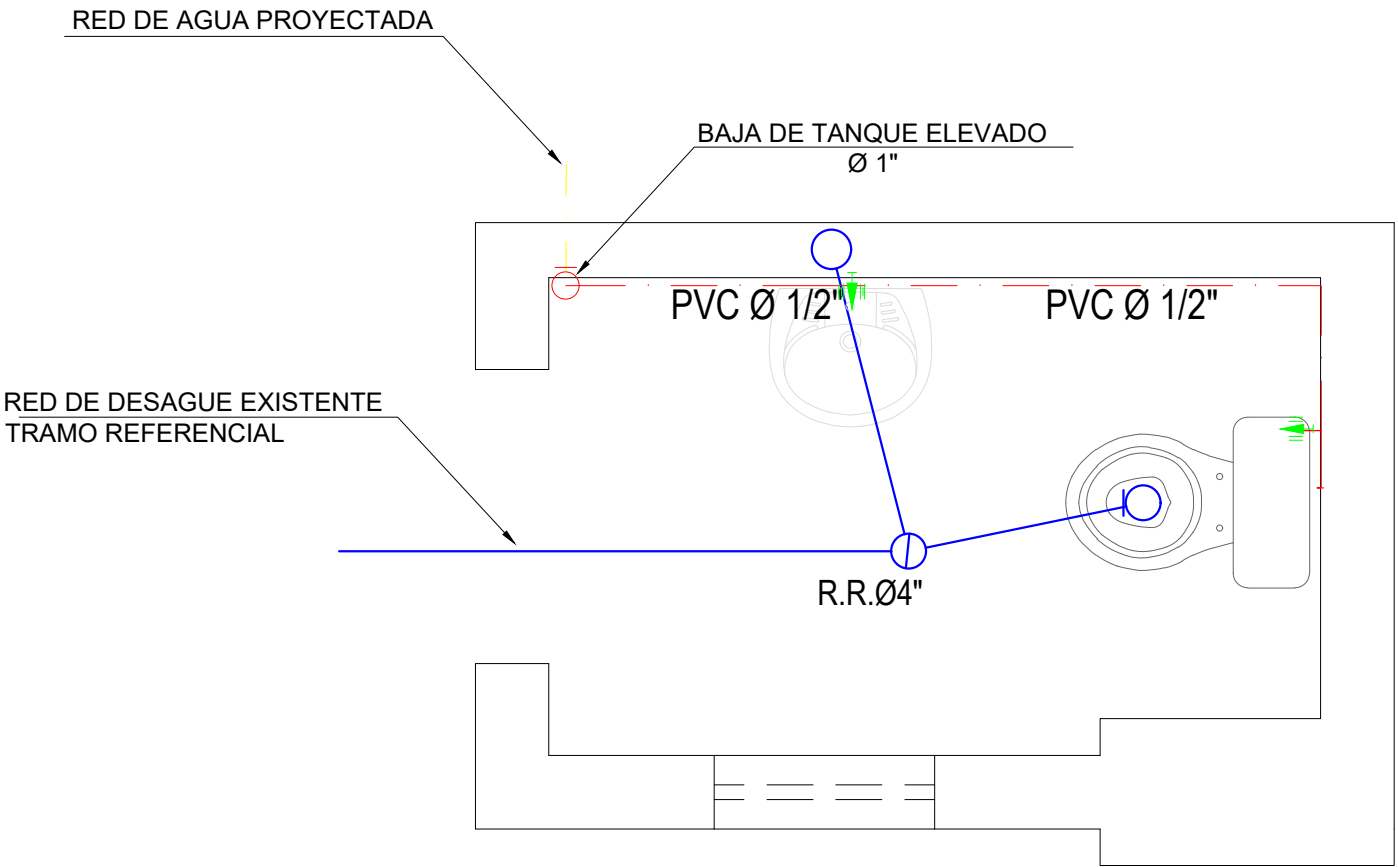 RED DE AGUA PROYECTADA
BAJA DE TANQUE ELEVADO
Ø 1"
PVC Ø 1/2"
PVC Ø 1/2"
RED DE DESAGUE EXISTENTE
TRAMO REFERENCIAL
R.R.Ø4"